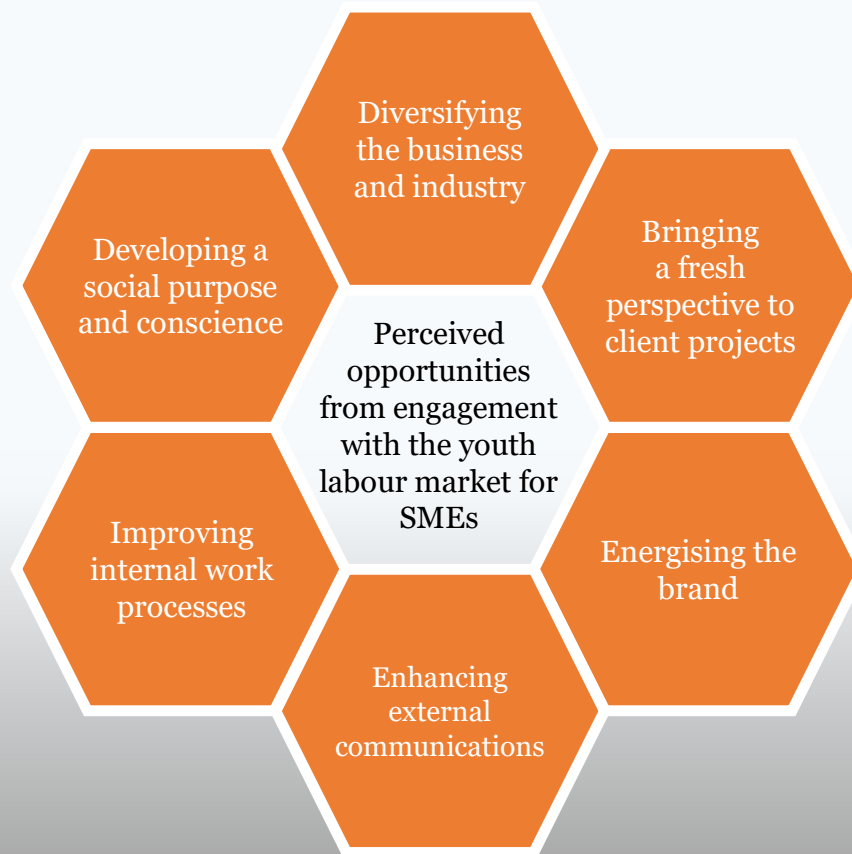 Diversifying
the business
and industry
Bringing
a fresh
perspective to
client projects
Energising the
brand
Enhancing
external
communications
Improving
internal work
processes
Developing a
social purpose
and conscience
Perceived
opportunities
from engagement
with the youth
labour market for
SMEs